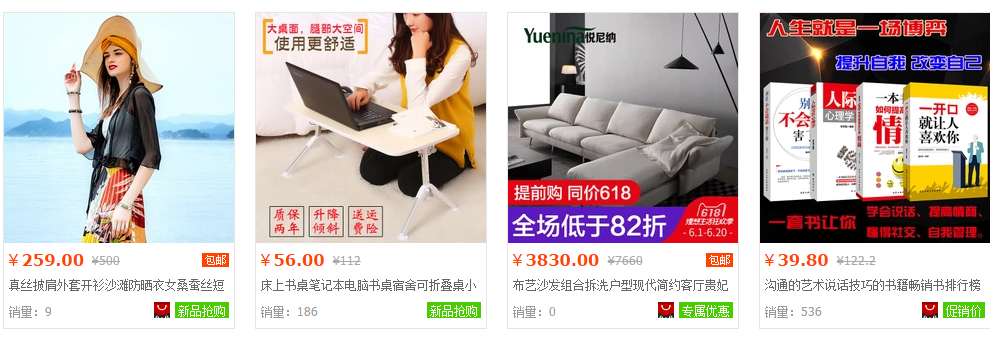 大桌面，腿部大空间
使用更舒适
质保两年
升降倾斜
送运费险
Yuenina悦尼纳
提前购 同价618
全场低于82折
618
理想生活狂欢季
- 6.1-6.20 -
人生就是一场博弈
提升自我 改变自己
别
不会
害了
人际
心理学
一本
如何提高
情
一开口
就让人
喜欢你
一套书让你
学会说话、提高情商、
懂得社交、自我管理。
￥259.00 ¥500 包邮
真丝披肩外套开衫沙滩防晒衣女桑蚕丝短
销量：9 新品抢购
￥56.00 ¥112
床上书桌笔记本电脑书桌宿舍可折叠桌小
销量：186
￥3830.00 ¥7660 包邮
布艺沙发组合拆洗户型现代简约客厅贵妃
销量：0 专属优惠
￥39.80 ¥122.2
沟通的艺术说话技巧的书籍畅销书排行榜
销量：536 促销抢购